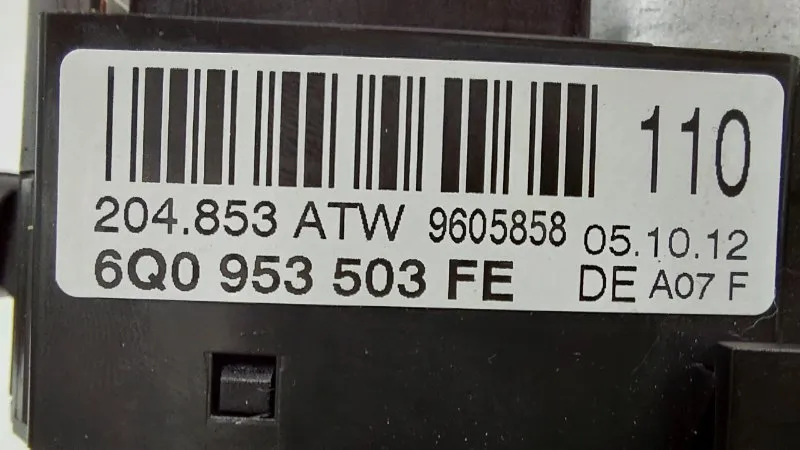 110
204.853 ATW 9605858 05.10.12
6Q0 953 503 FE DE A07 F